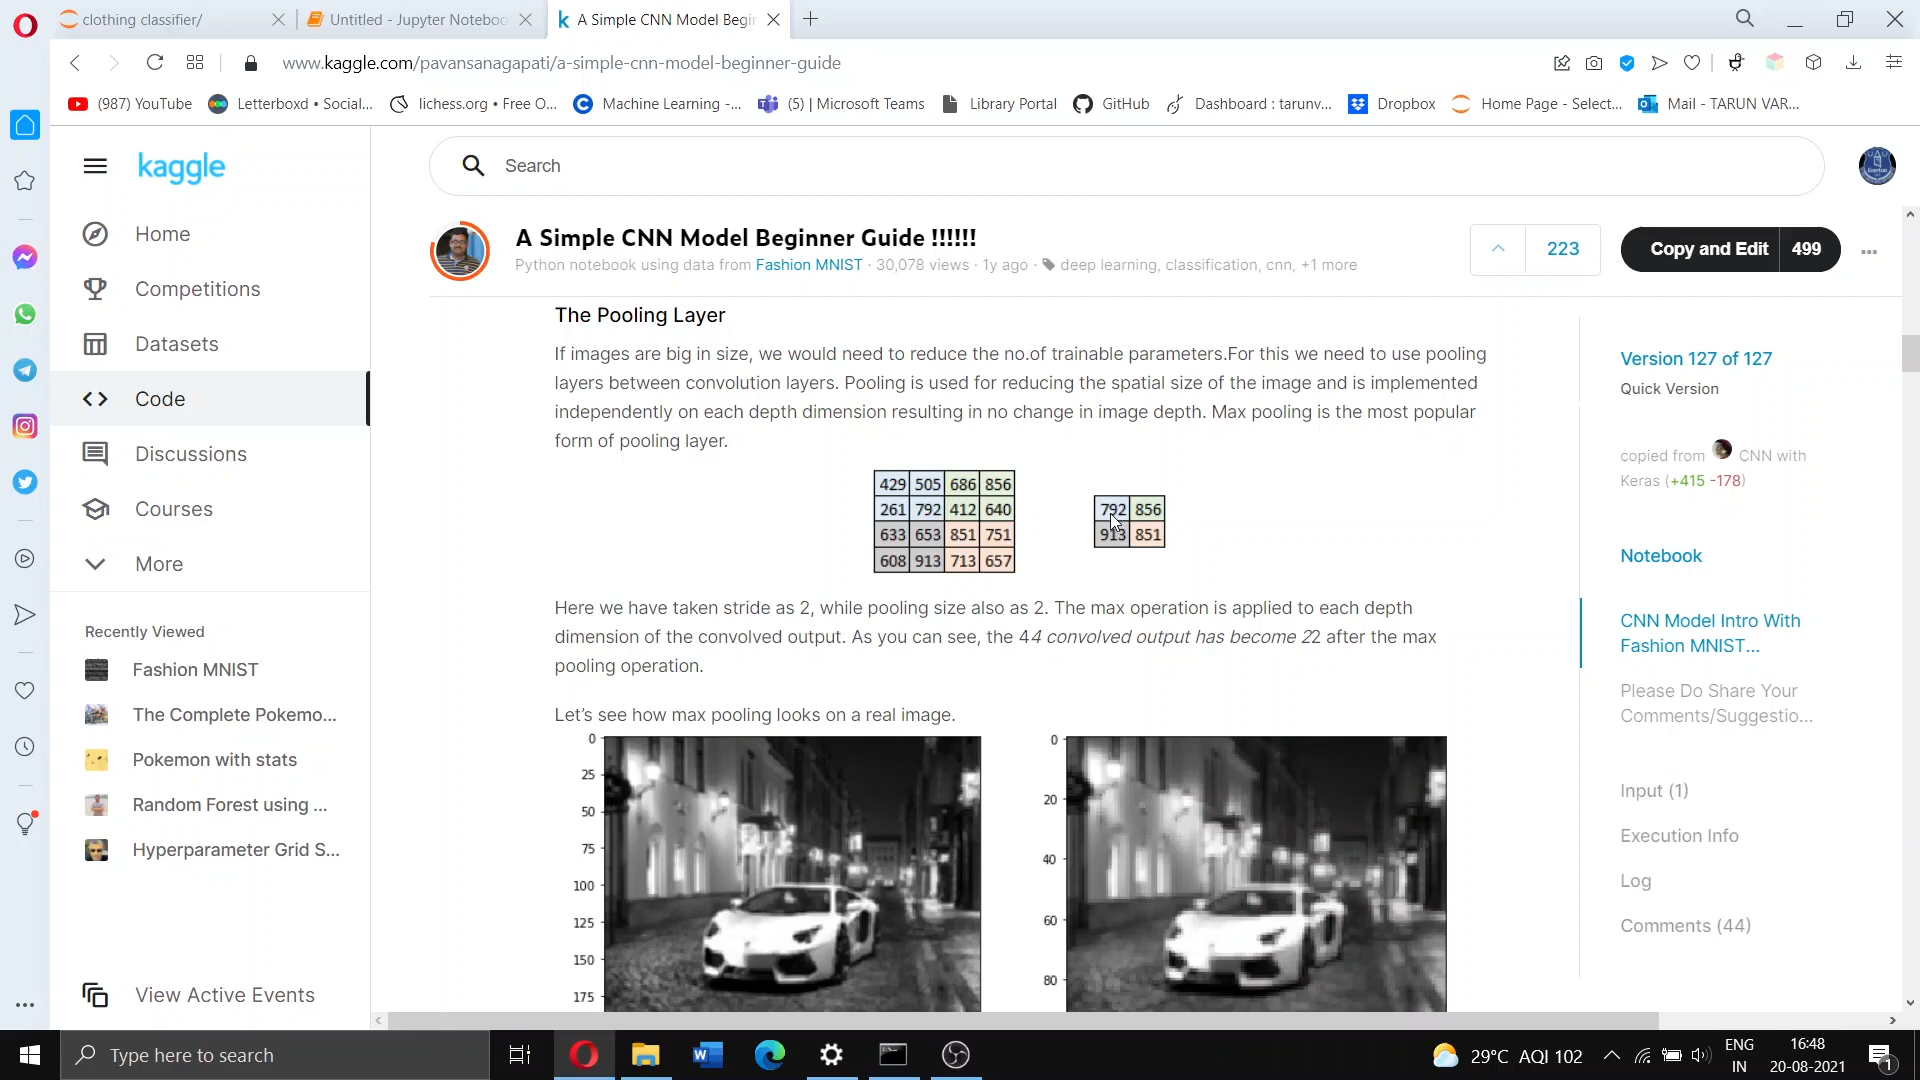 clothing classifier/
Untitled - Jupyter Noteboo
k A Simple CNN Model Begir
www.kaggle.com/pavansanagapati/a-simple-cnn-model-beginner-guide
(987) YouTube
Letterboxd • Social...
lichess.org • Free O...
Machine Learning -...
(5) | Microsoft Teams
Library Portal
GitHub
Dashboard : tarunv...
Dropbox
Home Page - Select...
Mail - TARUN VAR...
kaggle
Search
Home
Competitions
Datasets
Code
Discussions
Courses
More
Recently Viewed
Fashion MNIST
The Complete Pokemo...
Pokemon with stats
Random Forest using ...
Hyperparameter Grid S...
View Active Events
A Simple CNN Model Beginner Guide !!!!!!
Python notebook using data from Fashion MNIST · 30,078 views · 1y ago · deep learning, classification, cnn, +1 more
223
Copy and Edit 499
The Pooling Layer
If images are big in size, we would need to reduce the no.of trainable parameters.For this we need to use pooling
layers between convolution layers. Pooling is used for reducing the spatial size of the image and is implemented
independently on each depth dimension resulting in no change in image depth. Max pooling is the most popular
form of pooling layer.
429 505 686 856
261 792 412 640
633 653 851 751
608 913 713 657
792 856
913 851
Here we have taken stride as 2, while pooling size also as 2. The max operation is applied to each depth
dimension of the convolved output. As you can see, the 44 convolved output has become 22 after the max
pooling operation.
Let's see how max pooling looks on a real image.
0
25
50
75
100
125
150
175
0
20
40
60
80
Version 127 of 127
Quick Version
copied from CNN with
Keras (+415 -178)
Notebook
CNN Model Intro With
Fashion MNIST...
Please Do Share Your
Comments/Suggestio...
Input (1)
Execution Info
Log
Comments (44)
Type here to search
29°C AQI 102
ENG
IN
16:48
20-08-2021
1